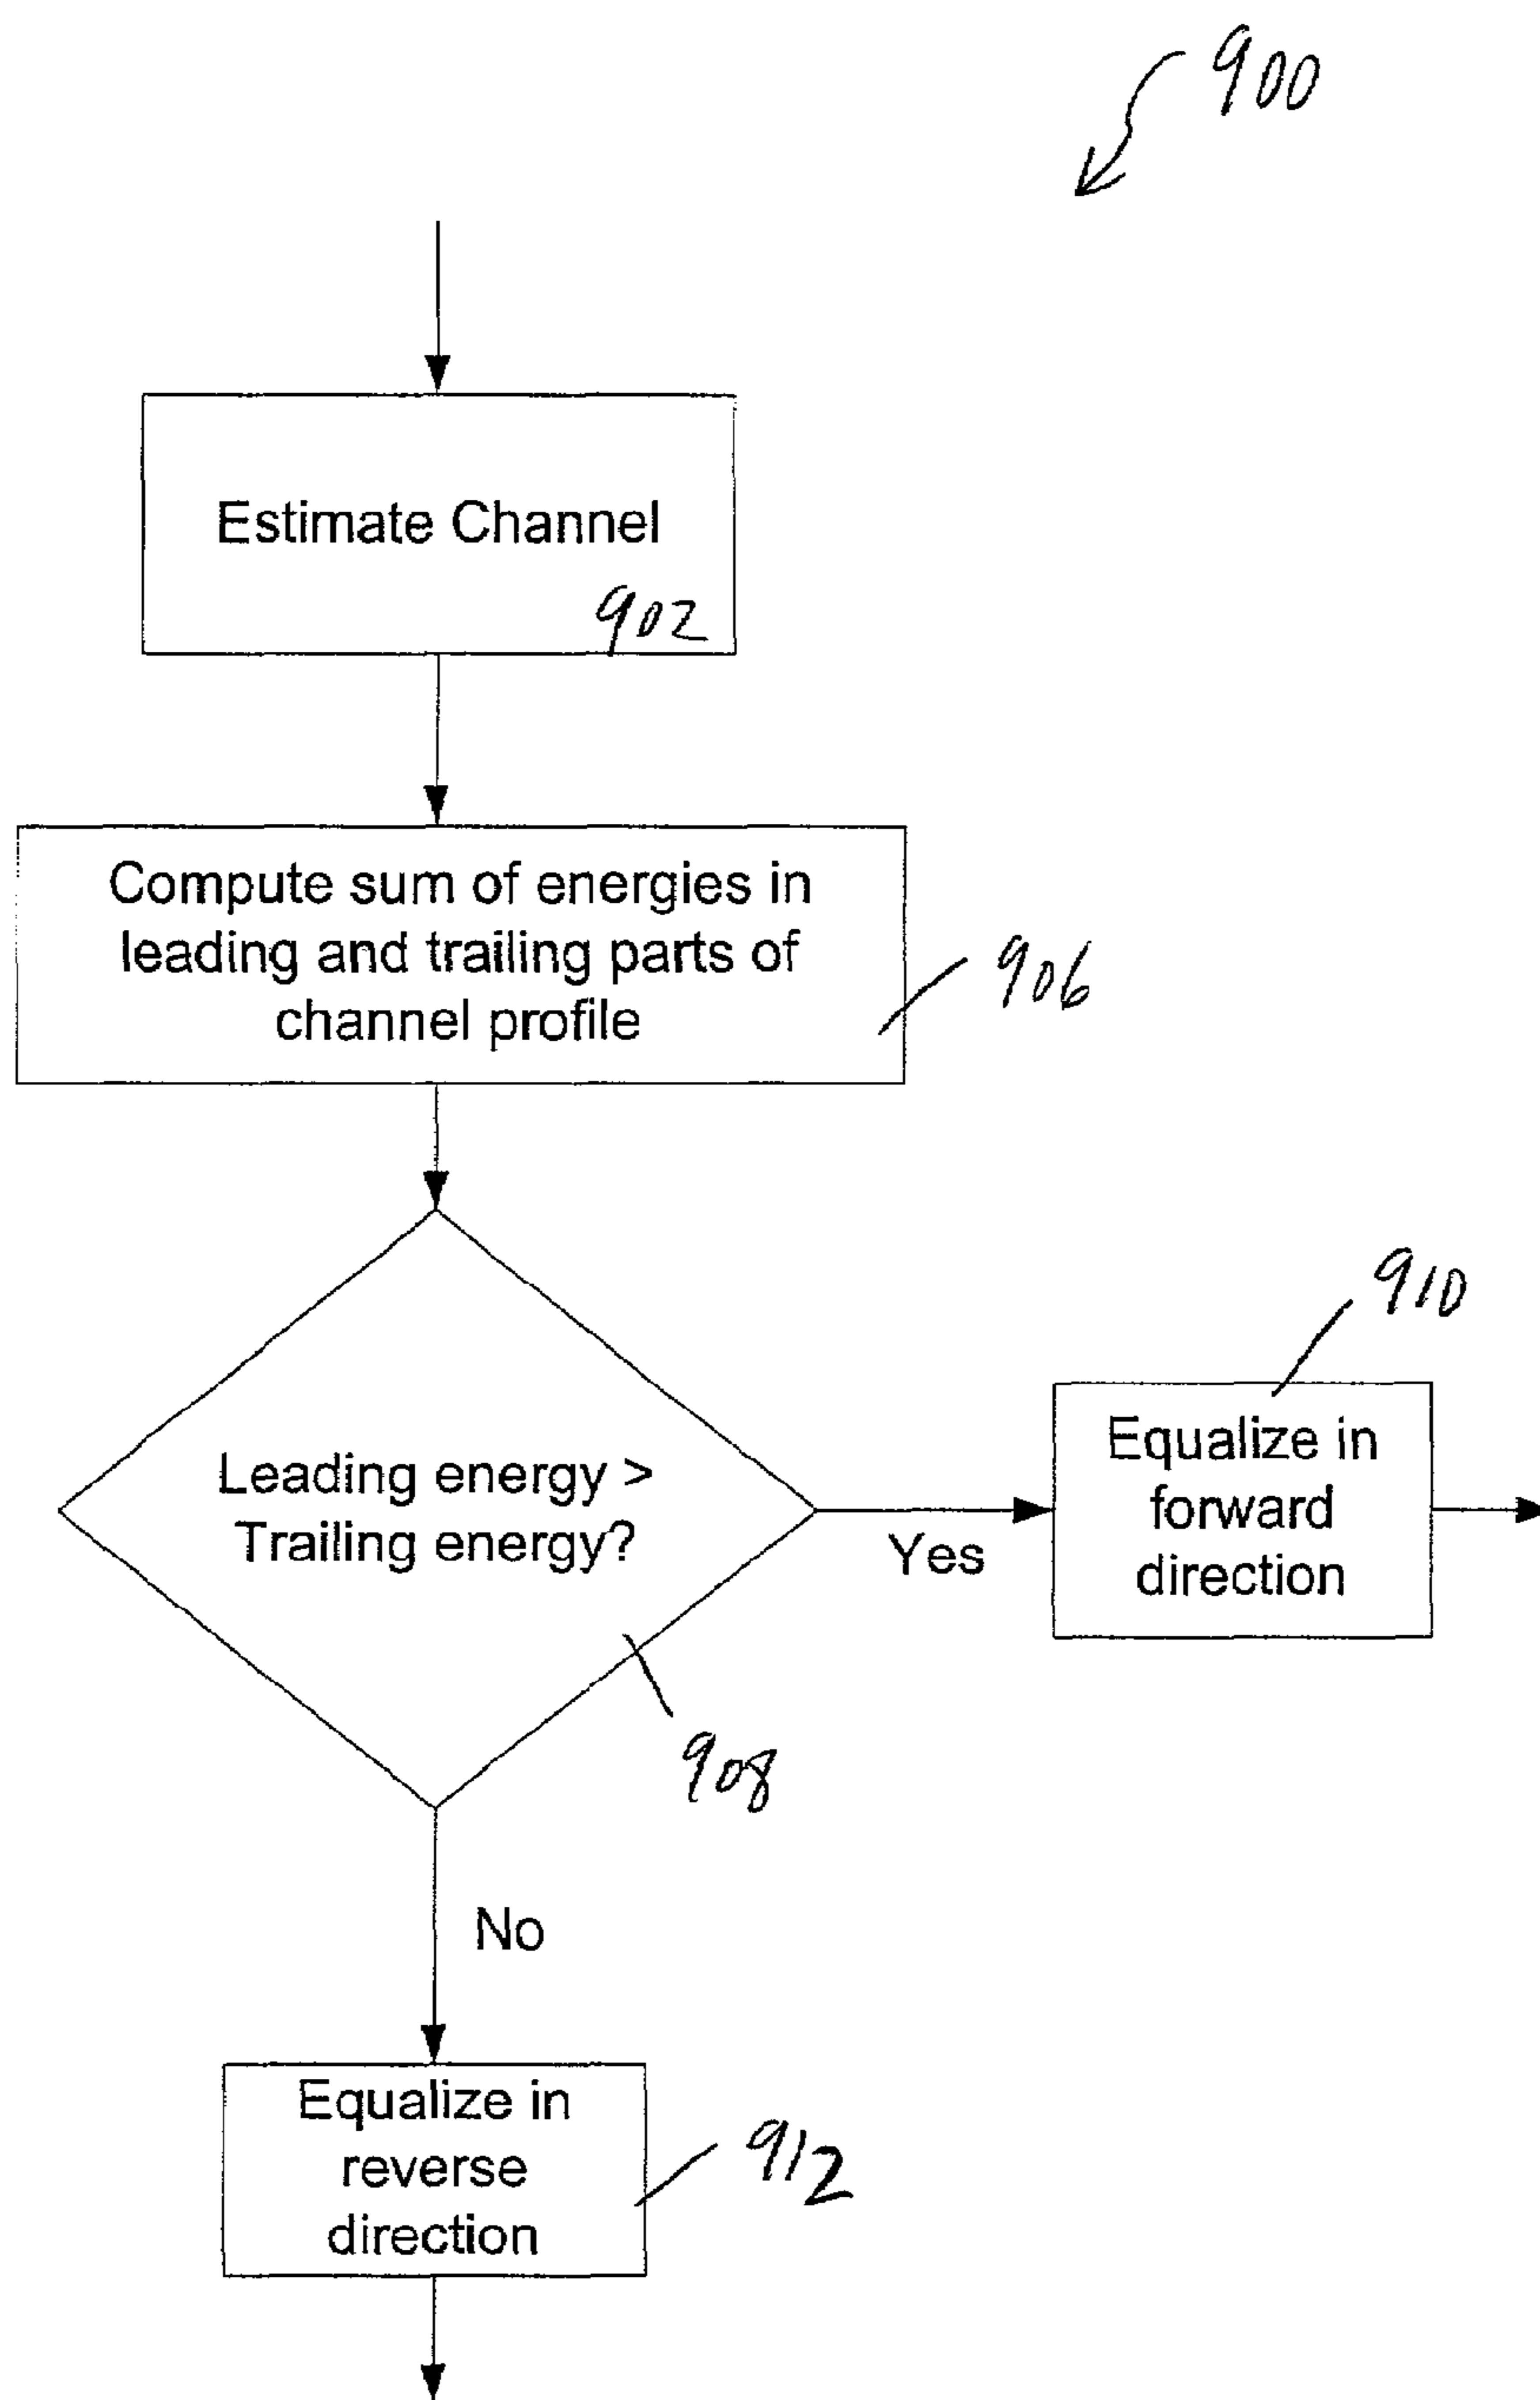 900
Estimate Channel
902
Compute sum of energies in
leading and trailing parts of
channel profile
906
Leading energy >
Trailing energy?
908
Yes
910
Equalize in
forward
direction
No
Equalize in
reverse
direction
912